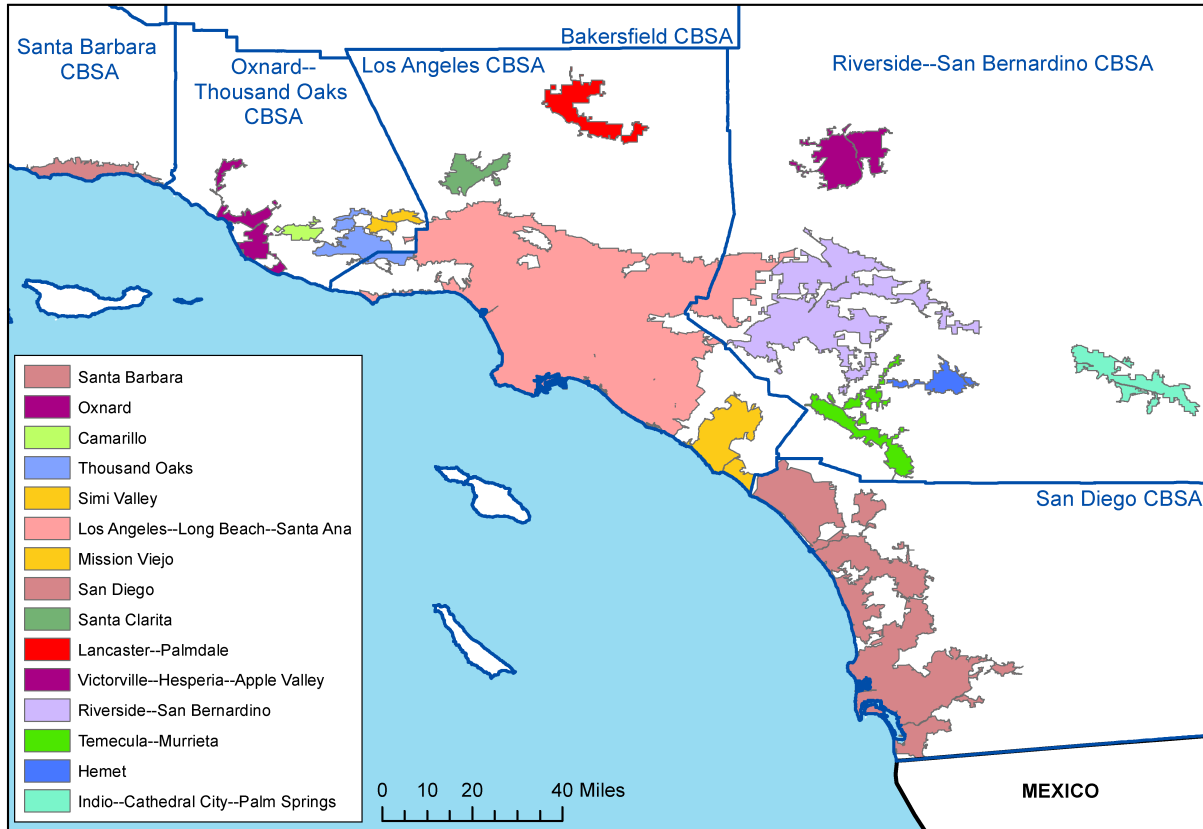 Santa Barbara
CBSA
Oxnard--
Thousand Oaks
CBSA
Bakersfield CBSA
Los Angeles CBSA
Riverside--San Bernardino CBSA
San Diego CBSA
Santa Barbara
Oxnard
Camarillo
Thousand Oaks
Simi Valley
Los Angeles--Long Beach--Santa Ana
Mission Viejo
San Diego
Santa Clarita
Lancaster--Palmdale
Victorville--Hesperia--Apple Valley
Riverside--San Bernardino
Temecula--Murrieta
Hemet
Indio--Cathedral City--Palm Springs
0 10 20 40 Miles
MEXICO